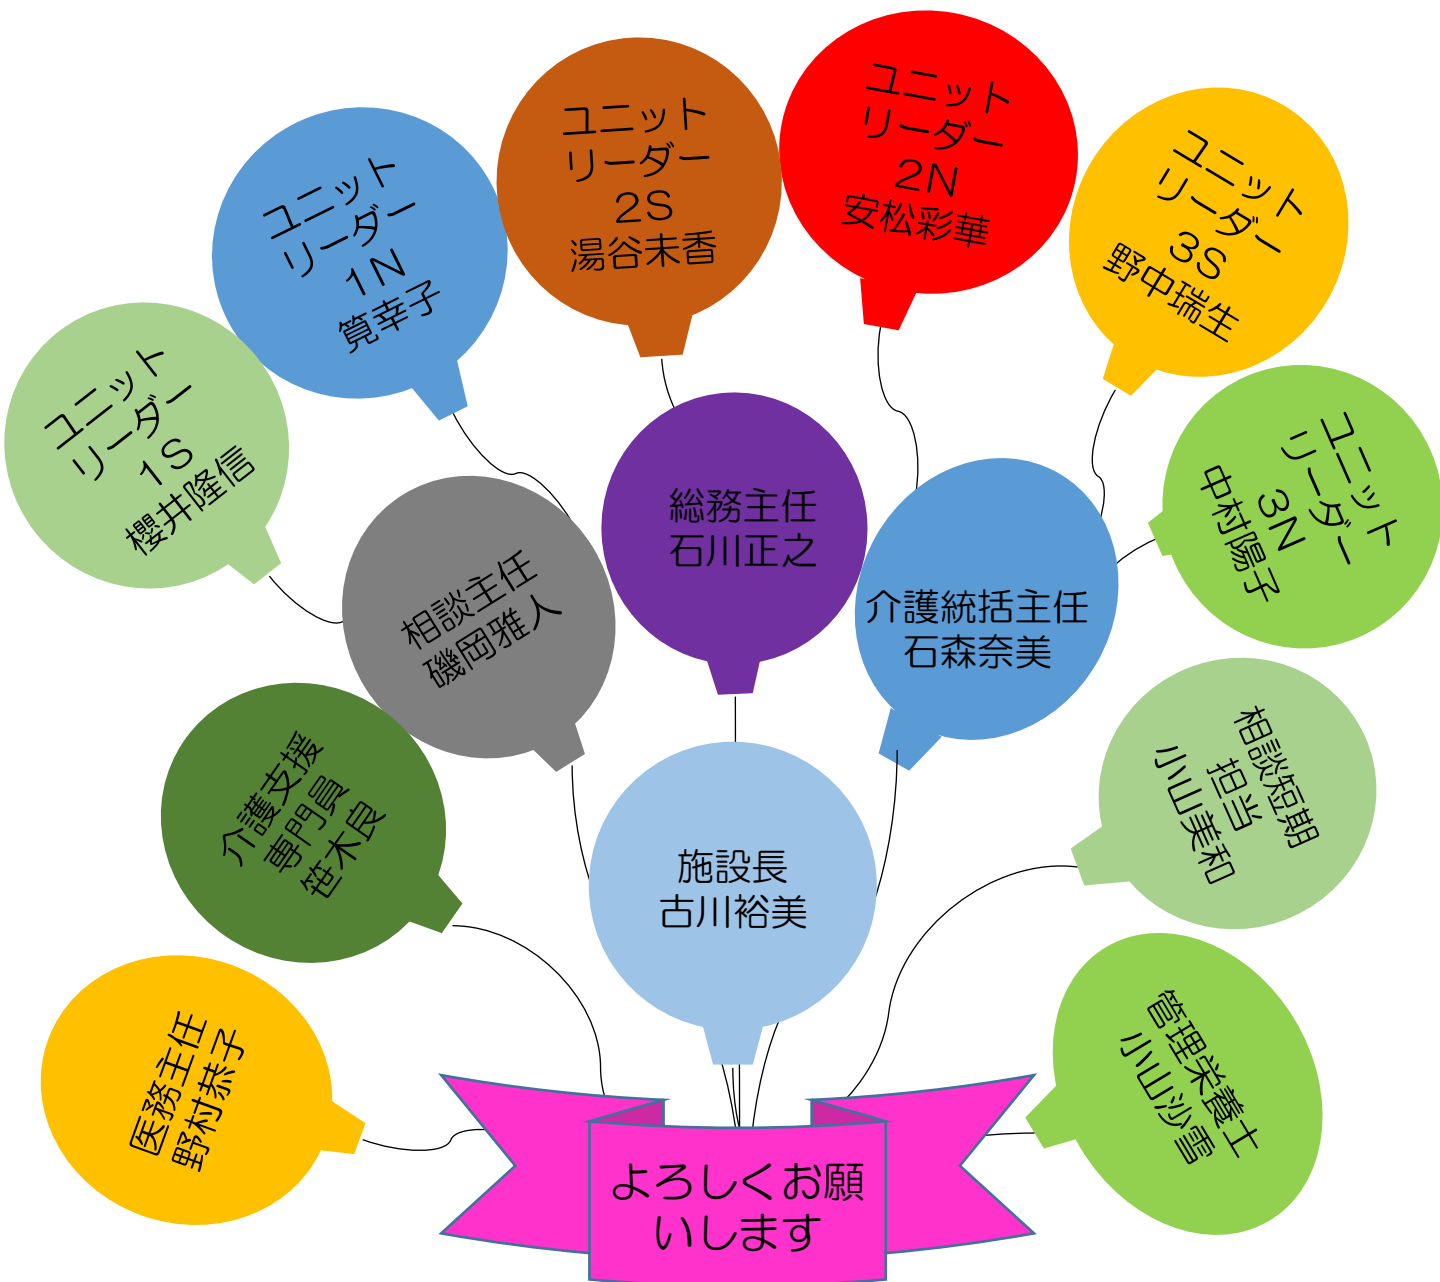 ユニット
リーダー
1S
櫻井隆信
ユニット
リーダー
1N
筧幸子
ユニット
リーダー
2S
湯谷未香
ユニット
リーダー
2N
安松彩華
ユニット
リーダー
3S
野中瑞生
ユニット
リーダー
3N
中村陽子
相談主任
磯岡雅人
総務主任
石川正之
介護統括主任
石森奈美
介護支援
専門員
笹木良
施設長
古川裕美
相談短期
担当
小山美和
医務主任
野村恭子
管理栄養士
小山沙雪
よろしくお願
いします